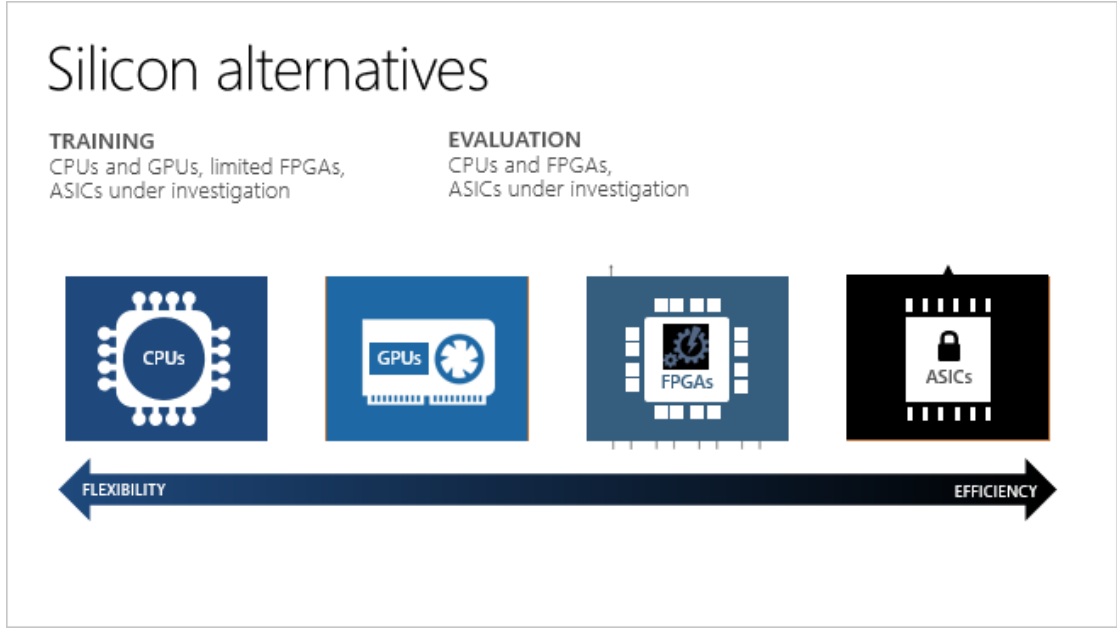 Silicon alternatives
TRAINING
CPUs and GPUs, limited FPGAs,
ASICs under investigation
EVALUATION
CPUs and FPGAs,
ASICs under investigation
CPUs
GPUs
FPGAs
ASICs
FLEXIBILITY
EFFICIENCY